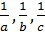 1/a, 1/b, 1/c